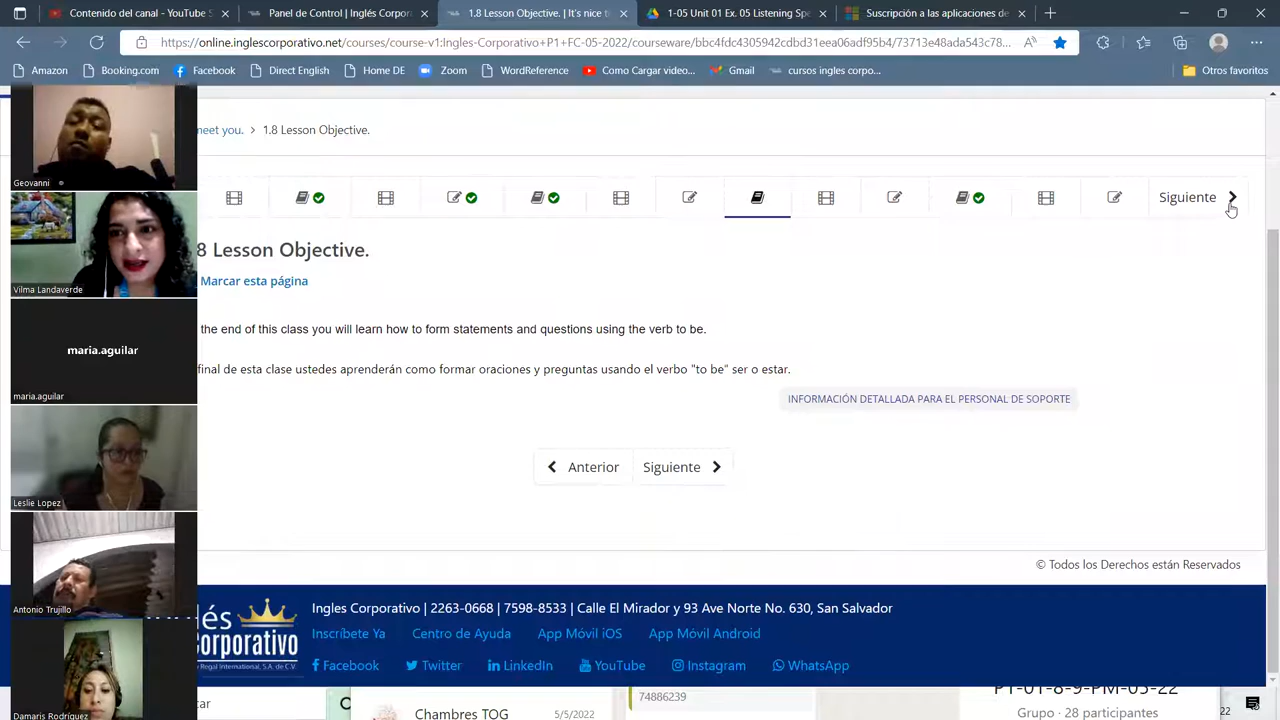 Contenido de YouTube S
Panel de Control | Ingles Corpor
1.8 Lesson Objective. | It's nice t
1-05 Unit 01 Ex. Listening Sp
Suscripción a las aplicaciones de
https://online.inglescorporativo.net/courses/course-v1:Ingles-Corporativo+P1+FC-05-2022/courseware/bbc4fdc4305942cdbd31eea06adf95b4/73713e48ada543c78...
Amazon
Booking.com
Facebook
Direct English
Home DE
Zoom
WordReference
Como Cargar video...
Gmail
cursos ingles corpo...
Otros favoritos
meet you. > 1.8 Lesson Objective.
Siguiente
8 Lesson Objective.
Marcar esta página
the end of this class you will learn how to form statements and questions using the verb to be.
final de esta clase ustedes aprenderán como formar oraciones y preguntas usando el verbo "to be" ser o estar.
INFORMACIÓN DETALLADA PARA EL PERSONAL DE SOPORTE
Anterior
Siguiente
© Todos los Derechos están Reservados
Geovanni
Vilma Landaverde
maria.aguilar
maria.aguilar
Leslie Lopez
Antonio Trujillo
Damaris Rodríguez
lés
Corporativo
Regal International, S.A. de C.V.
Ingles Corporativo | 2263-0668 | 7598-8533 | Calle El Mirador y 93 Ave Norte No. 630, San Salvador
Inscríbete Ya
Centro de Ayuda
App Móvil iOS
App Móvil Android
Facebook
Twitter
LinkedIn
YouTube
Instagram
WhatsApp
car
Chambres TOG
5/5/2022
74886239
P1-01-8-9-PM-05-22
Grupo · 28 participantes
22